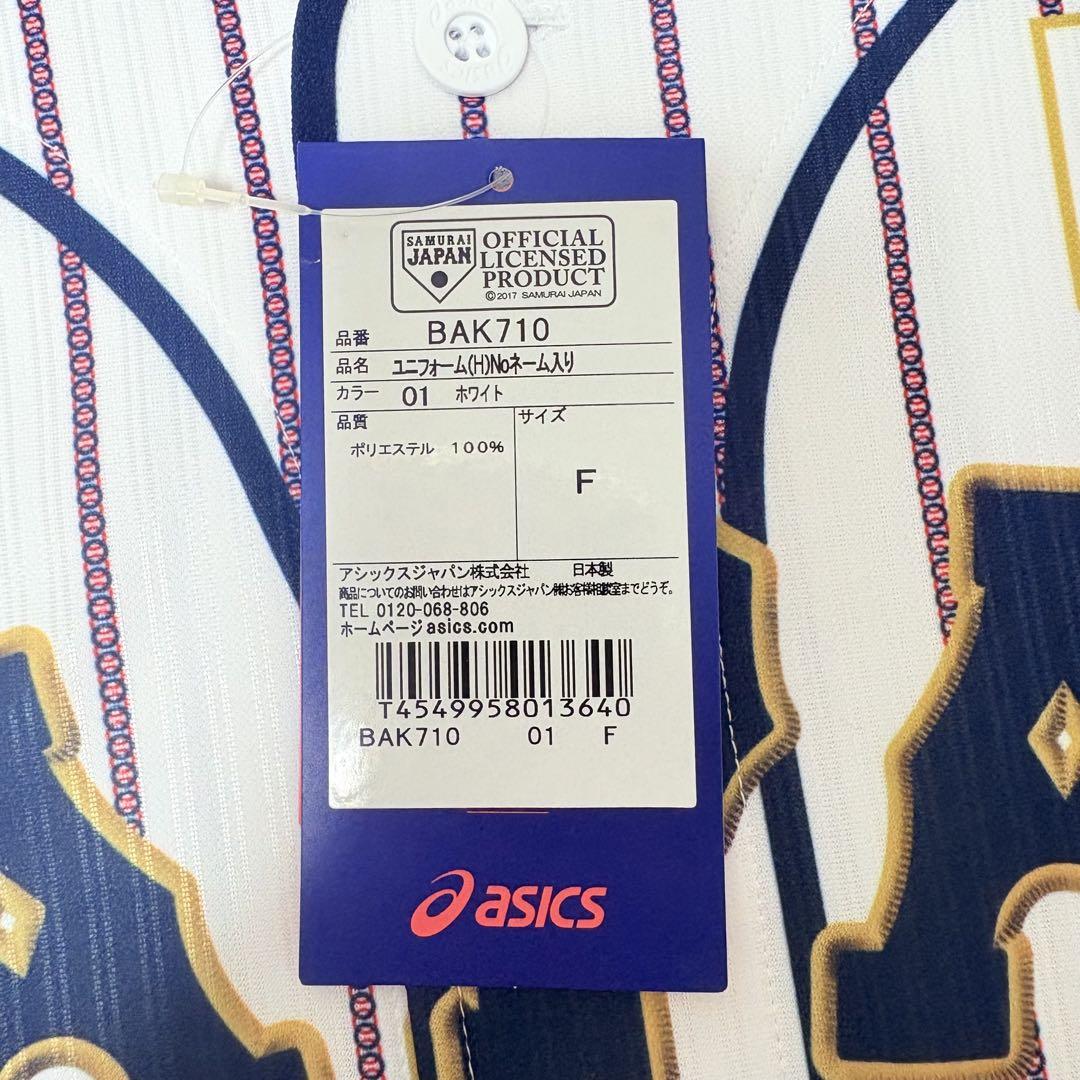 SAMURAI
JAPAN
OFFICIAL
LICENSED
PRODUCT
©2017 SAMURAI JAPAN
品番 BAK710
品名 ユニフォーム(H)Noネーム入り
カラー 01 ホワイト
品質
ポリエステル 100%
サイズ
F
アシックスジャパン株式会社 日本製
商品についてのお問い合わせはアシックスジャパン㈱お客様相談室までどうぞ。
TEL 0120-068-806
ホームページasics.com
T4549958013640
BAK710 01 F
asics